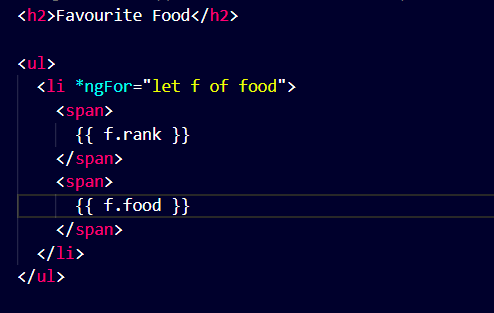 <h2>Favourite Food</h2>
<ul>
<li *ngFor="let f of food">
<span>
{{ f.rank }}
</span>
<span>
{{ f.food }}
</span>
</li>
</ul>